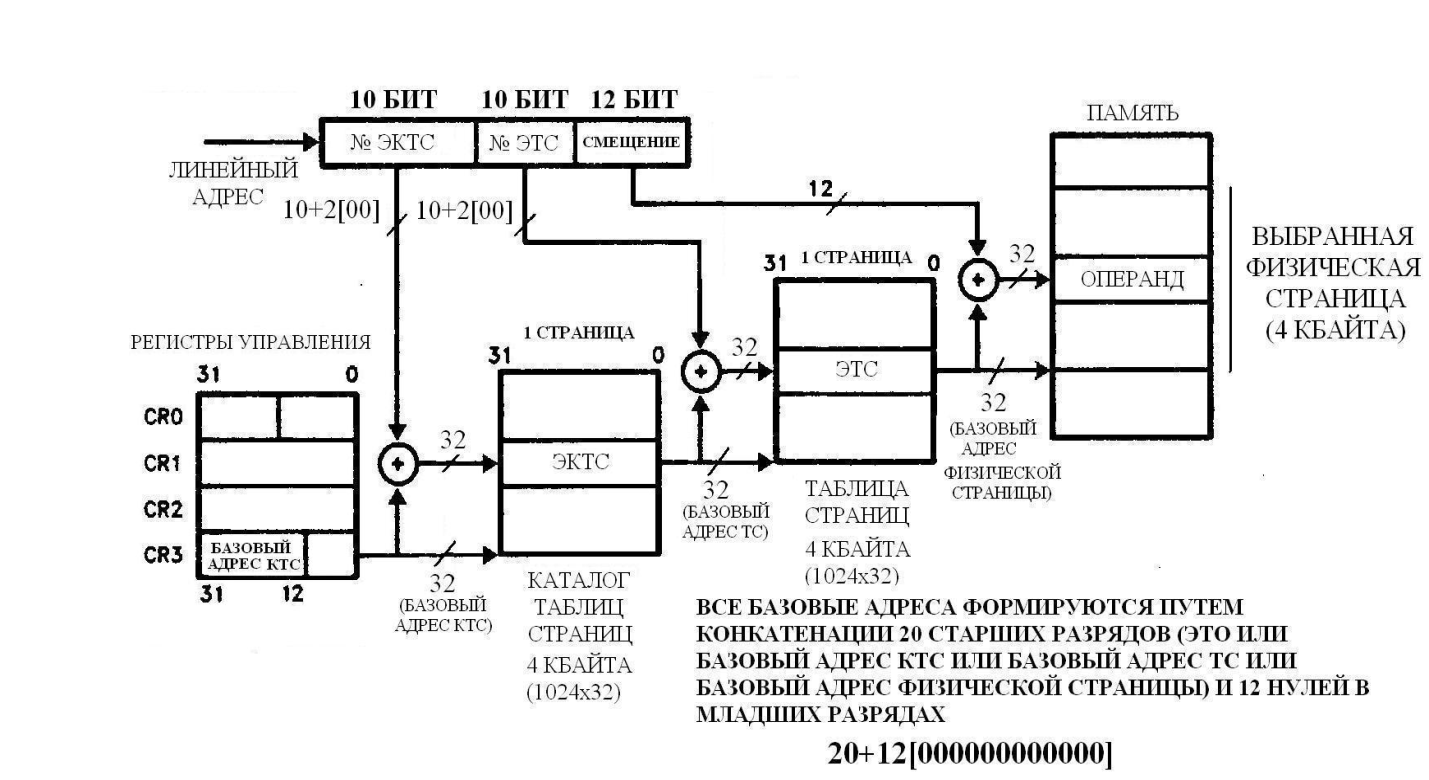 10 БИТ
10 БИТ
12 БИТ
№ ЭКТС
№ ЭТС
СМЕЩЕНИЕ
ЛИНЕЙНЫЙ
АДРЕС
10+2[00]
10+2[00]
12
ПАМЯТЬ
ОПЕРАНД
ВЫБРАННАЯ
ФИЗИЧЕСКАЯ
СТРАНИЦА
(4 КБАЙТА)
32
31
1 СТРАНИЦА
0
ЭТС
32
32
(БАЗОВЫЙ
АДРЕС
ФИЗИЧЕСКОЙ
СТРАНИЦЫ)
ТАБЛИЦА
СТРАНИЦ
4 КБАЙТА
(1024x32)
1 СТРАНИЦА
31
0
ЭКТС
32
32
(БАЗОВЫЙ
АДРЕС ТС)
КАТАЛОГ
ТАБЛИЦ
СТРАНИЦ
4 КБАЙТА
(1024x32)
РЕГИСТРЫ УПРАВЛЕНИЯ
31
0
CR0
CR1
CR2
CR3
БАЗОВЫЙ
АДРЕС КТС
31
12
32
(БАЗОВЫЙ
АДРЕС КТС)
ВСЕ БАЗОВЫЕ АДРЕСА ФОРМИРУЮТСЯ ПУТЕМ
КОНКАТЕНАЦИИ 20 СТАРШИХ РАЗРЯДОВ (ЭТО ИЛИ
БАЗОВЫЙ АДРЕС КТС ИЛИ БАЗОВЫЙ АДРЕС ТС ИЛИ
БАЗОВЫЙ АДРЕС ФИЗИЧЕСКОЙ СТРАНИЦЫ) И 12 НУЛЕЙ В
МЛАДШИХ РАЗРЯДАХ
20+12[000000000000]